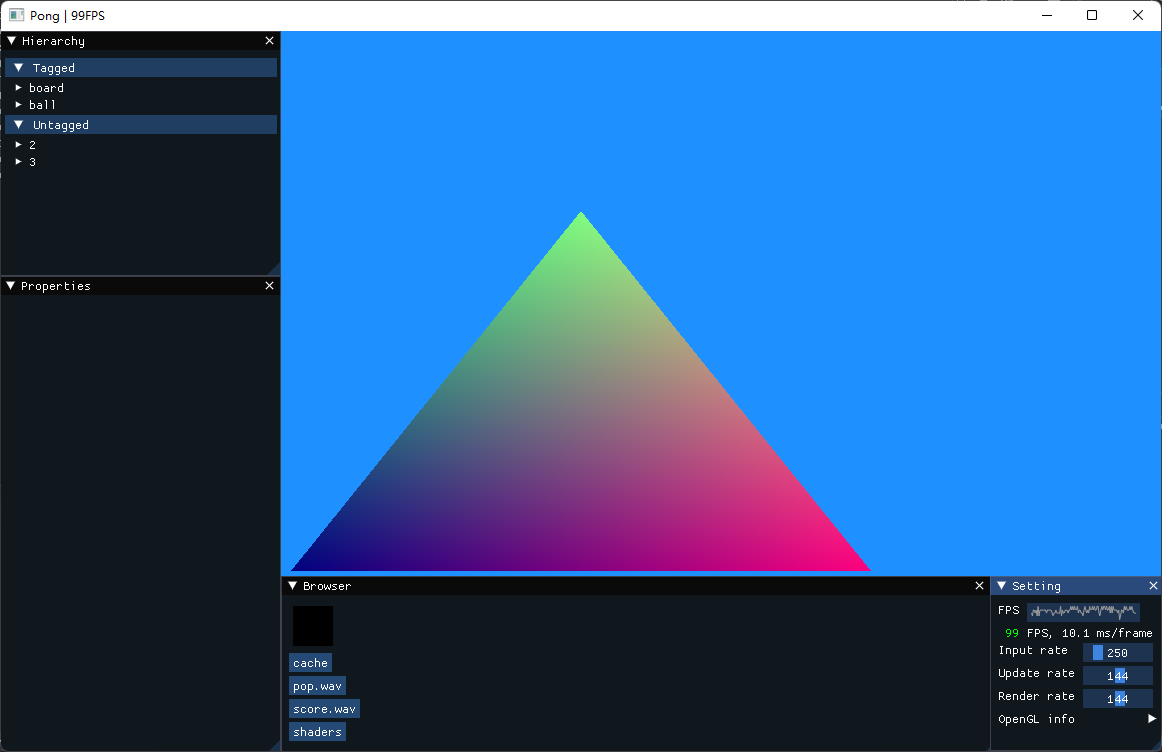 Pong | 99FPS
Hierarchy
Tagged
board
ball
Untagged
2
3
Properties
Browser
cache
pop.wav
score.wav
shaders
Setting
FPS
99 FPS, 10.1 ms/frame
Input rate 250
Update rate 144
Render rate 144
OpenGL info